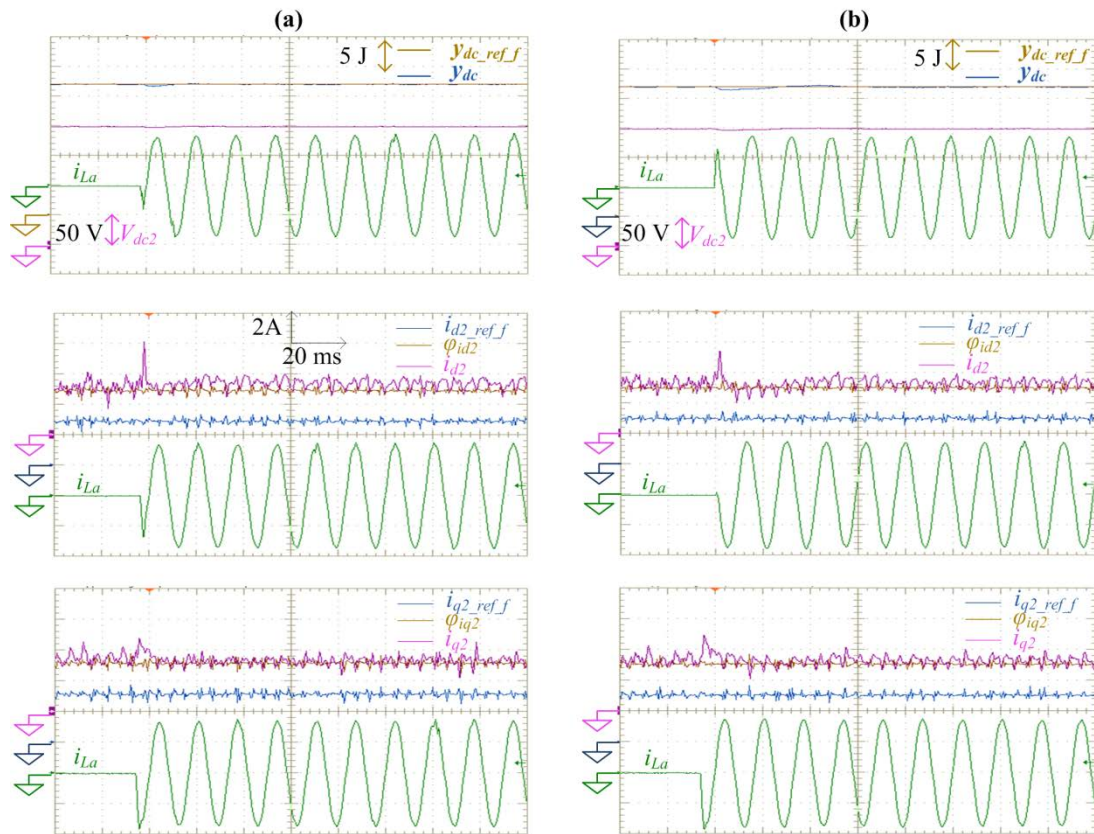 (a)
5 J
y_dc_ref_f
y_dc
i_La
50 V
V_dc2
(b)
5 J
y_dc_ref_f
y_dc
i_La
50 V
V_dc2
2A
20 ms
i_d2_ref_f
φ_id2
i_d2
i_La
i_d2_ref_f
φ_id2
i_d2
i_La
i_q2_ref_f
φ_iq2
i_q2
i_La
i_q2_ref_f
φ_iq2
i_q2
i_La